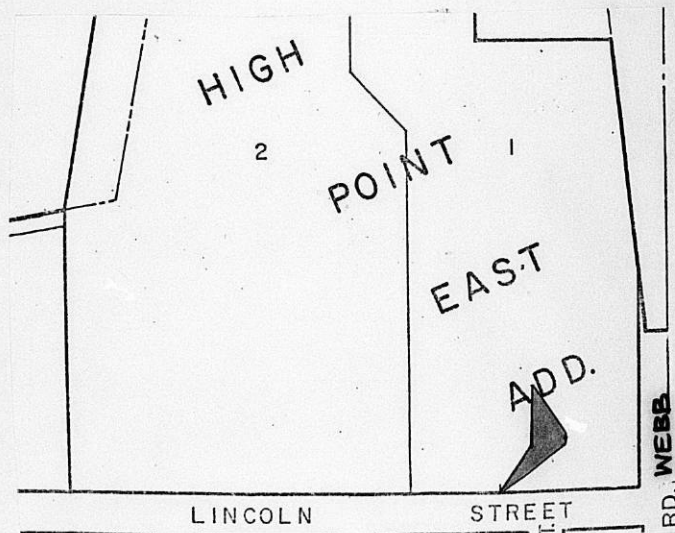 HIGH
2
POINT
1
EAST
ADD.
LINCOLN STREET
T.
RD. WEBB